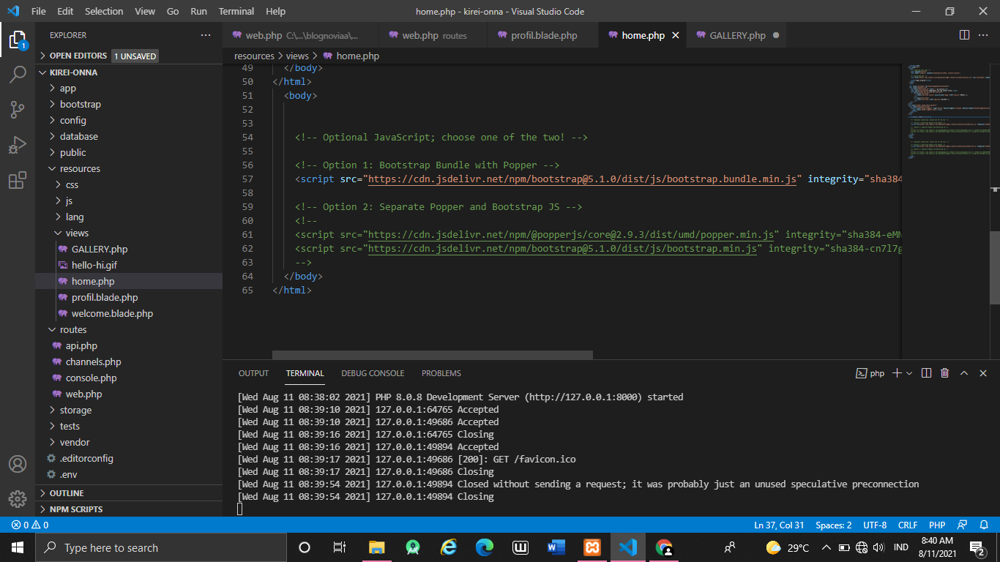 File Edit Selection View Go Run Terminal Help home.php - kirei-onna - Visual Studio Code
EXPLORER
web.php C:\...\blognoviaa\... web.php routes profil.blade.php home.php GALLERY.php
1
OPEN EDITORS 1 UNSAVED
resources > views > home.php
KIREI-ONNA
app
bootstrap
config
database
public
resources
css
js
lang
views
GALLERY.php
hello-hi.gif
home.php
profil.blade.php
welcome.blade.php
routes
api.php
channels.php
console.php
web.php
storage
tests
vendor
.editorconfig
.env
OUTLINE
NPM SCRIPTS
49 </body>
50 </html>
51 <body>
52
53
54 <!-- Optional JavaScript; choose one of the two! -->
55
56 <!-- Option 1: Bootstrap Bundle with Popper -->
57 <script src="https://cdn.jsdelivr.net/npm/bootstrap@5.1.0/dist/js/bootstrap.bundle.min.js" integrity="sha384
58
59 <!-- Option 2: Separate Popper and Bootstrap JS -->
60 <!--
61 <script src="https://cdn.jsdelivr.net/npm/@popperjs/core@2.9.3/dist/umd/popper.min.js" integrity="sha384-eMN
62 <script src="https://cdn.jsdelivr.net/npm/bootstrap@5.1.0/dist/js/bootstrap.min.js" integrity="sha384-cn7l7g
63 -->
64 </body>
65 </html>
OUTPUT TERMINAL DEBUG CONSOLE PROBLEMS php
[Wed Aug 11 08:38:02 2021] PHP 8.0.8 Development Server (http://127.0.0.1:8000) started
[Wed Aug 11 08:39:10 2021] 127.0.0.1:64765 Accepted
[Wed Aug 11 08:39:10 2021] 127.0.0.1:49686 Accepted
[Wed Aug 11 08:39:16 2021] 127.0.0.1:64765 Closing
[Wed Aug 11 08:39:16 2021] 127.0.0.1:49894 Accepted
[Wed Aug 11 08:39:17 2021] 127.0.0.1:49686 [200]: GET /favicon.ico
[Wed Aug 11 08:39:17 2021] 127.0.0.1:49686 Closing
[Wed Aug 11 08:39:54 2021] 127.0.0.1:49894 Closed without sending a request; it was probably just an unused speculative preconnection
[Wed Aug 11 08:39:54 2021] 127.0.0.1:49894 Closing
0 0 Ln 37, Col 31 Spaces: 2 UTF-8 CRLF PHP
Type here to search 29°C IND 8:40 AM
8/11/2021
2